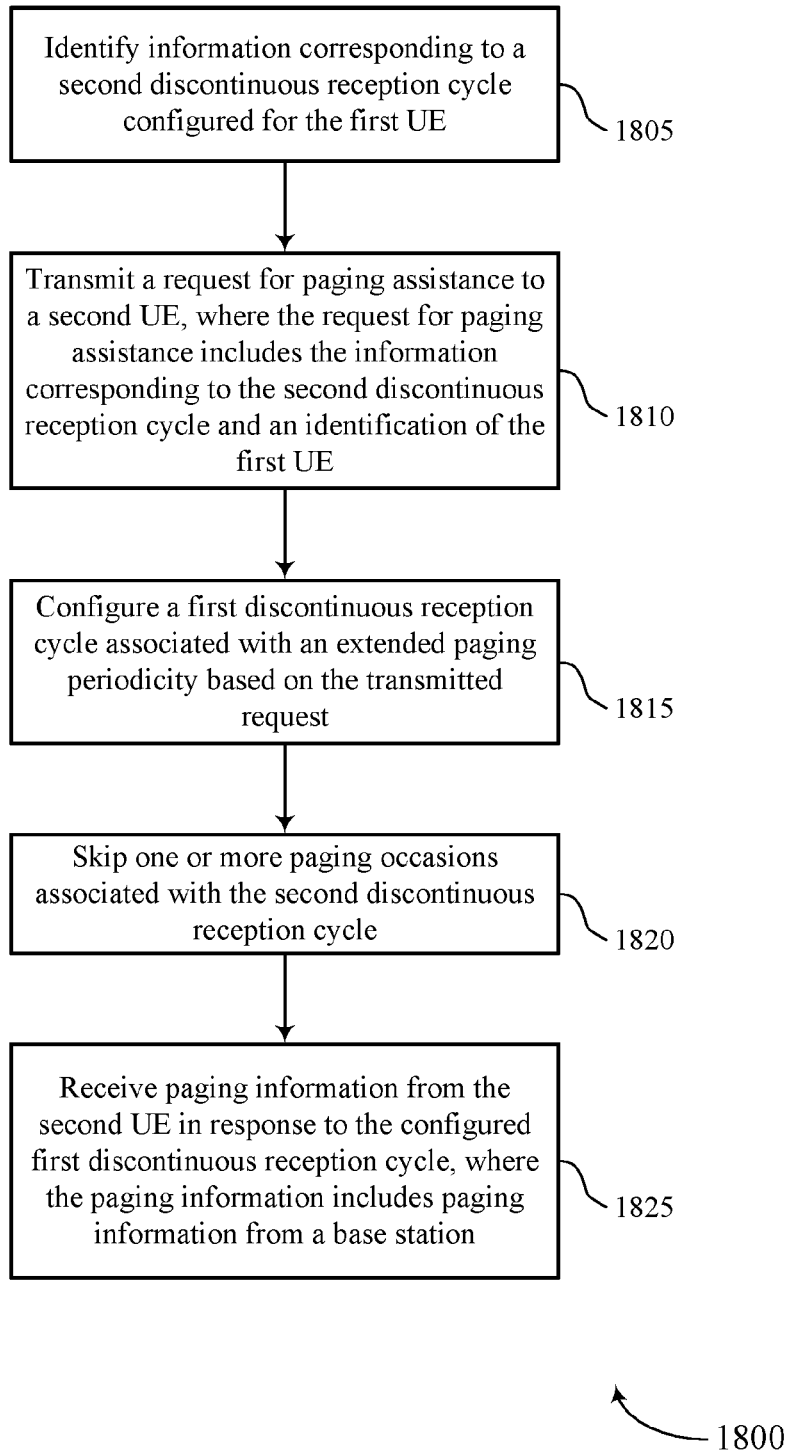 Identify information corresponding to a
second discontinuous reception cycle
configured for the first UE
1805
Transmit a request for paging assistance to
a second UE, where the request for paging
assistance includes the information
corresponding to the second discontinuous
reception cycle and an identification of the
first UE
1810
Configure a first discontinuous reception
cycle associated with an extended paging
periodicity based on the transmitted
request
1815
Skip one or more paging occasions
associated with the second discontinuous
reception cycle
1820
Receive paging information from the
second UE in response to the configured
first discontinuous reception cycle, where
the paging information includes paging
information from a base station
1825
1800